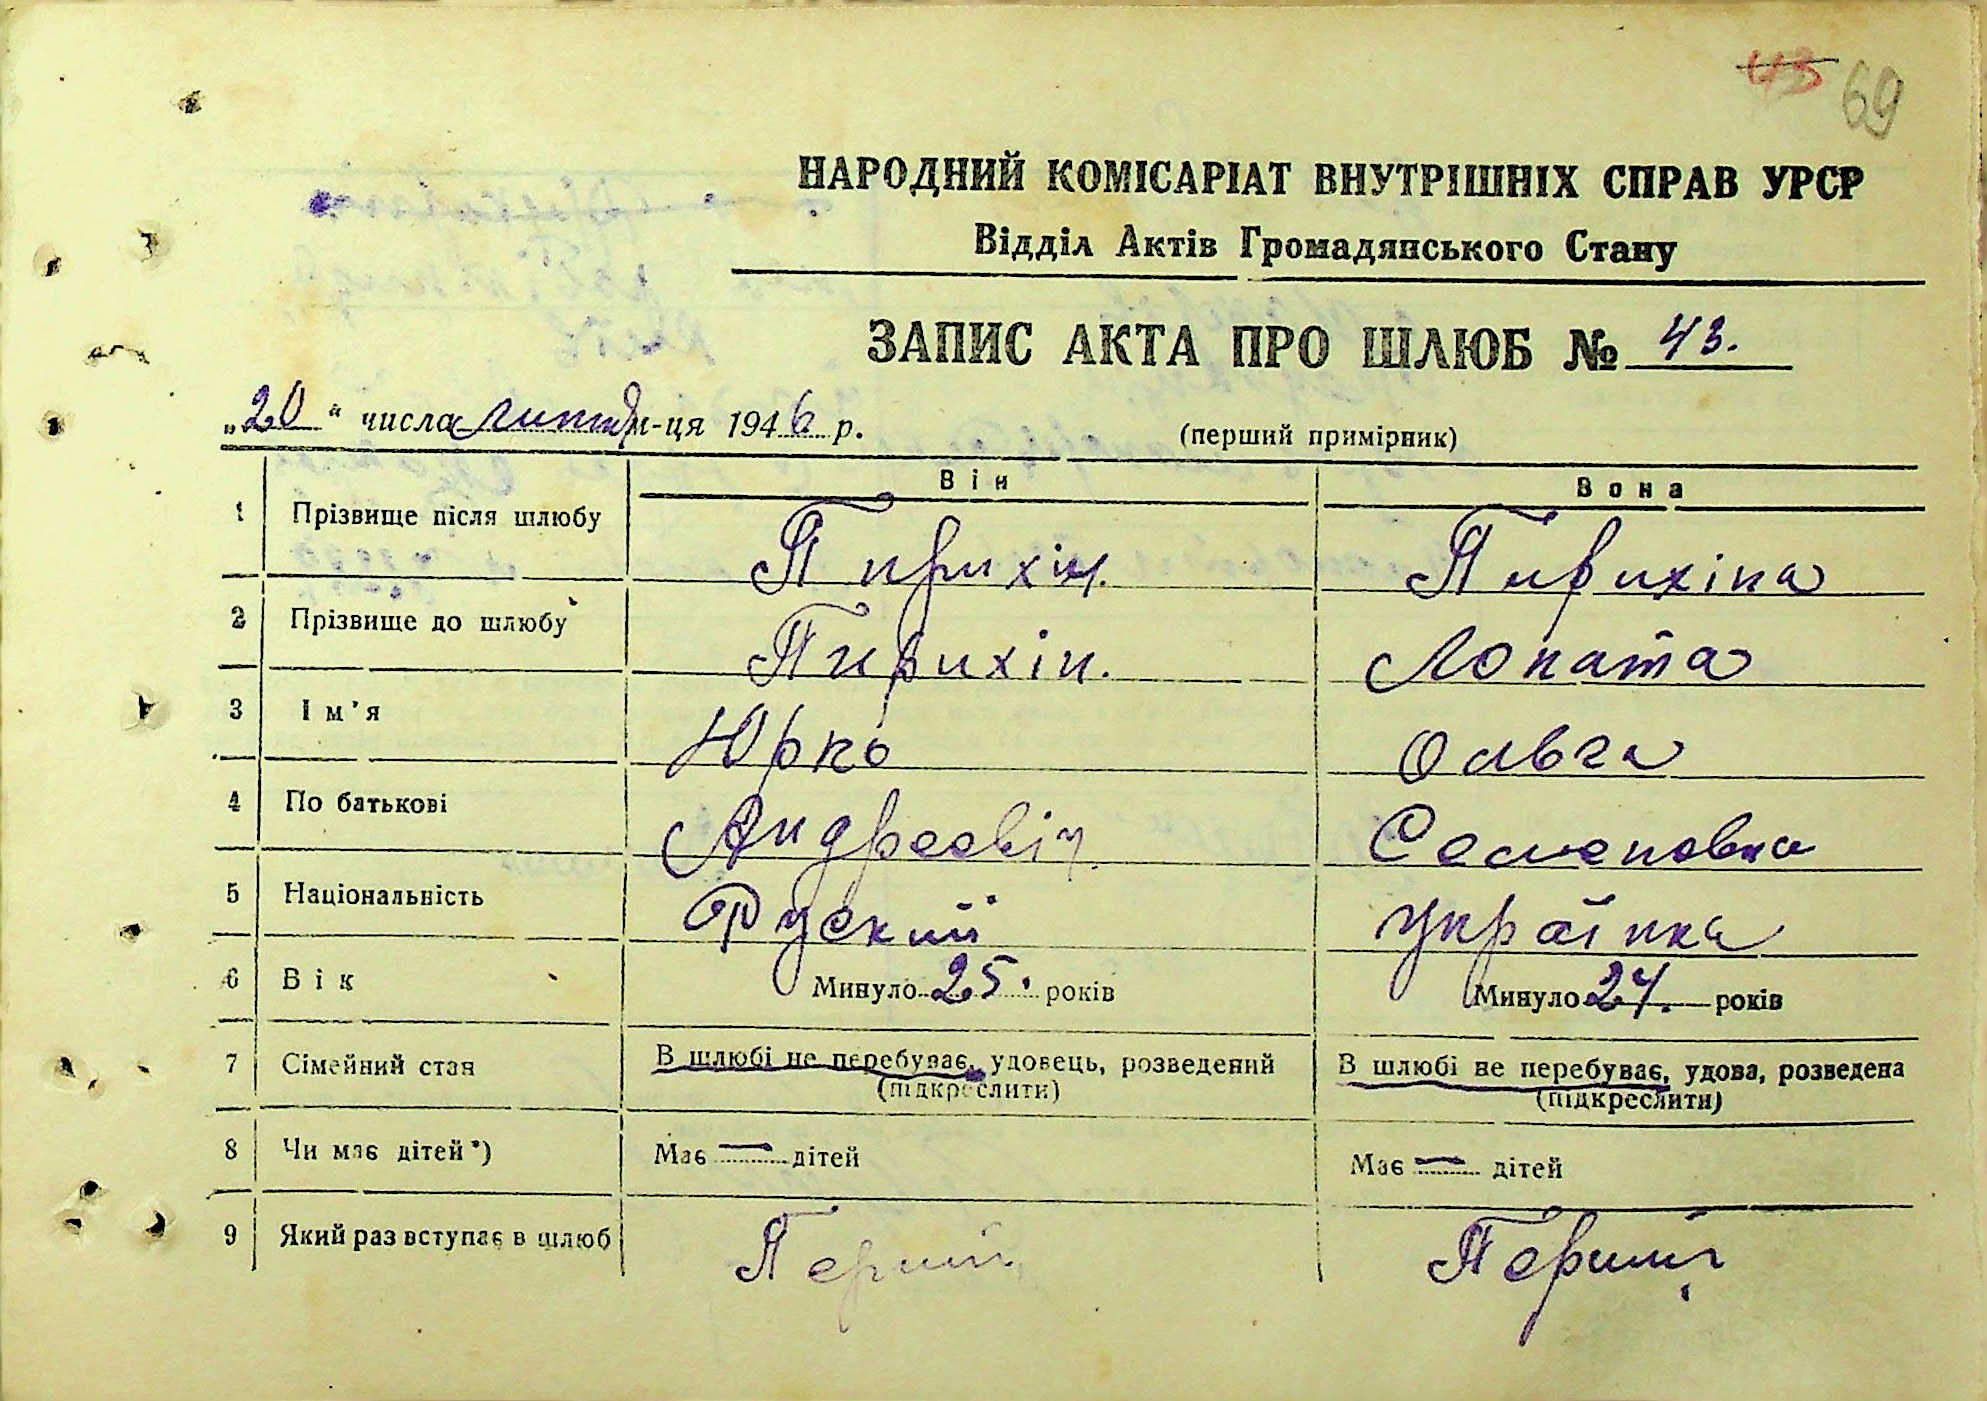 43 69
НАРОДНИЙ КОМІСАРІАТ ВНУТРІШНІХ СПРАВ УРСР
Відділ Актів Громадянського Стану
ЗАПИС АКТА ПРО ШЛЮБ № 43.
„20“ числа липня м-ця 1946 р. (перший примірник)
Він Вона
1 Прізвище після шлюбу Пирихін. Пирихіна
2 Прізвище до шлюбу Пирихін. Лопата
3 Ім'я Юрко Ольга
4 По батькові Андреевіч. Семеновна
5 Національність Руский Українка
6 Вік Минуло 25. років Минуло 24. років
7 Сімейний стан В шлюбі не перебуває, удовець, розведений В шлюбі не перебуває, удова, розведена
(підкреслити) (підкреслити)
8 Чи має дітей*) Має — дітей Має — дітей
9 Який раз вступає в шлюб Перший Перший